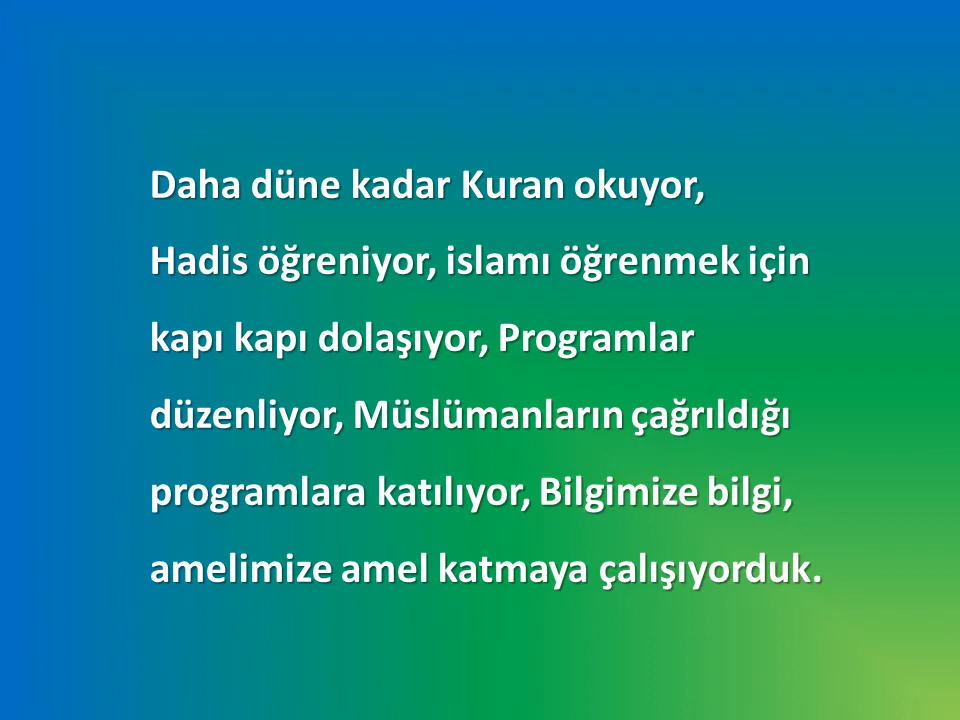 Daha düne kadar Kuran okuyor,
Hadis öğreniyor, islamı öğrenmek için
kapı kapı dolaşıyor, Programlar
düzenliyor, Müslümanların çağrıldığı
programlara katılıyor, Bilgimize bilgi,
amelimize amel katmaya çalışıyorduk.